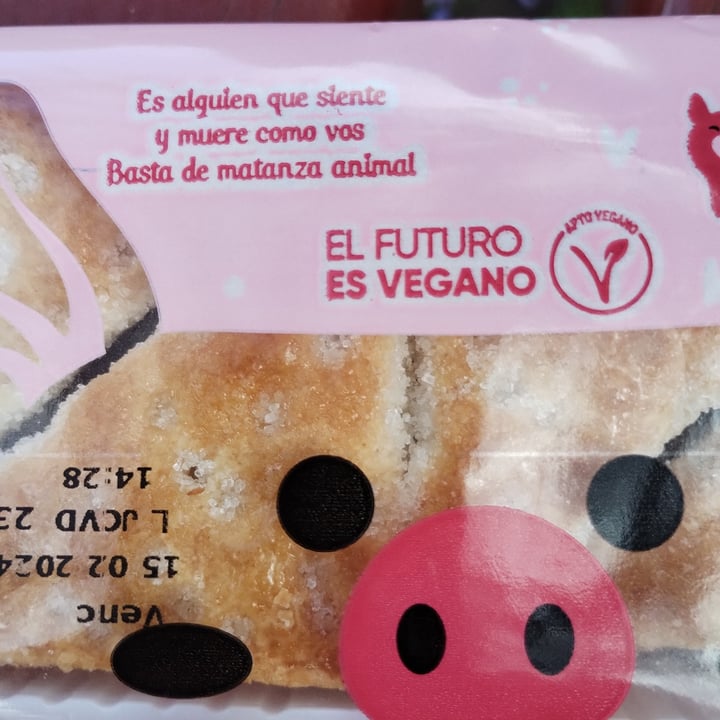 Es alguien que siente
y muere como vos
Basta de matanza animal
EL FUTURO
ES VEGANO
APTO VEGANO
Venc
15 02 2024
L JCVD 23
14:28